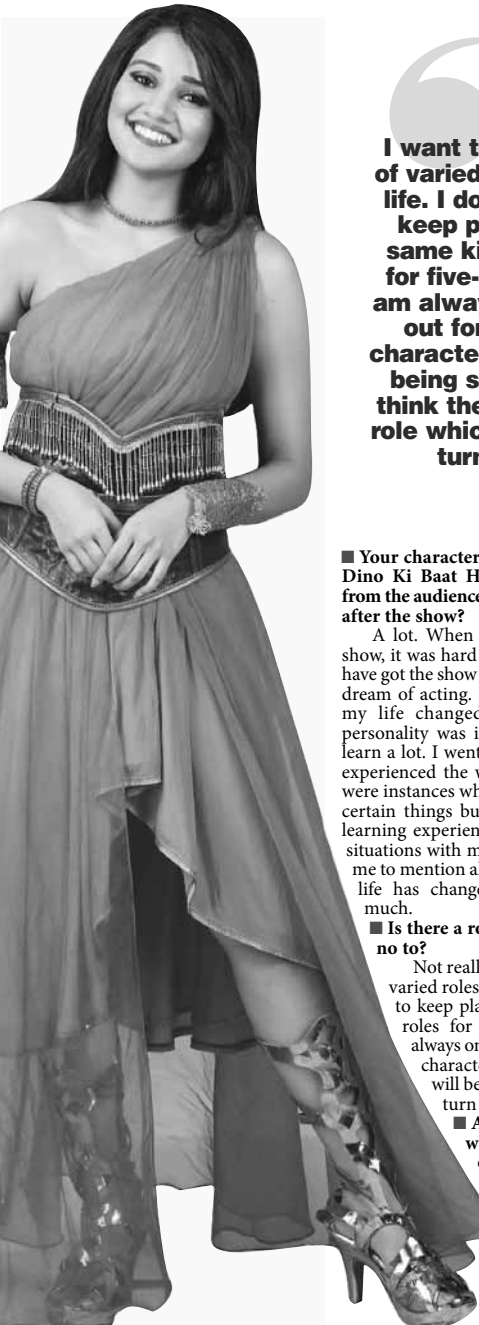 I want t
of varied
life. I do
keep p
same ki
for five-
am alway
out for
characte
being s
think the
role whic
turn
■ Your character
Dino Ki Baat H
from the audience
after the show?
A lot. When
show, it was hard
have got the show
dream of acting.
my life changed
personality was i
learn a lot. I went
experienced the w
were instances wh
certain things bu
learning experien
situations with m
me to mention al
life has change
much.
■ Is there a ro
no to?
Not reall
varied roles
to keep pla
roles for
always on
characte
will be
turn
■ A
w